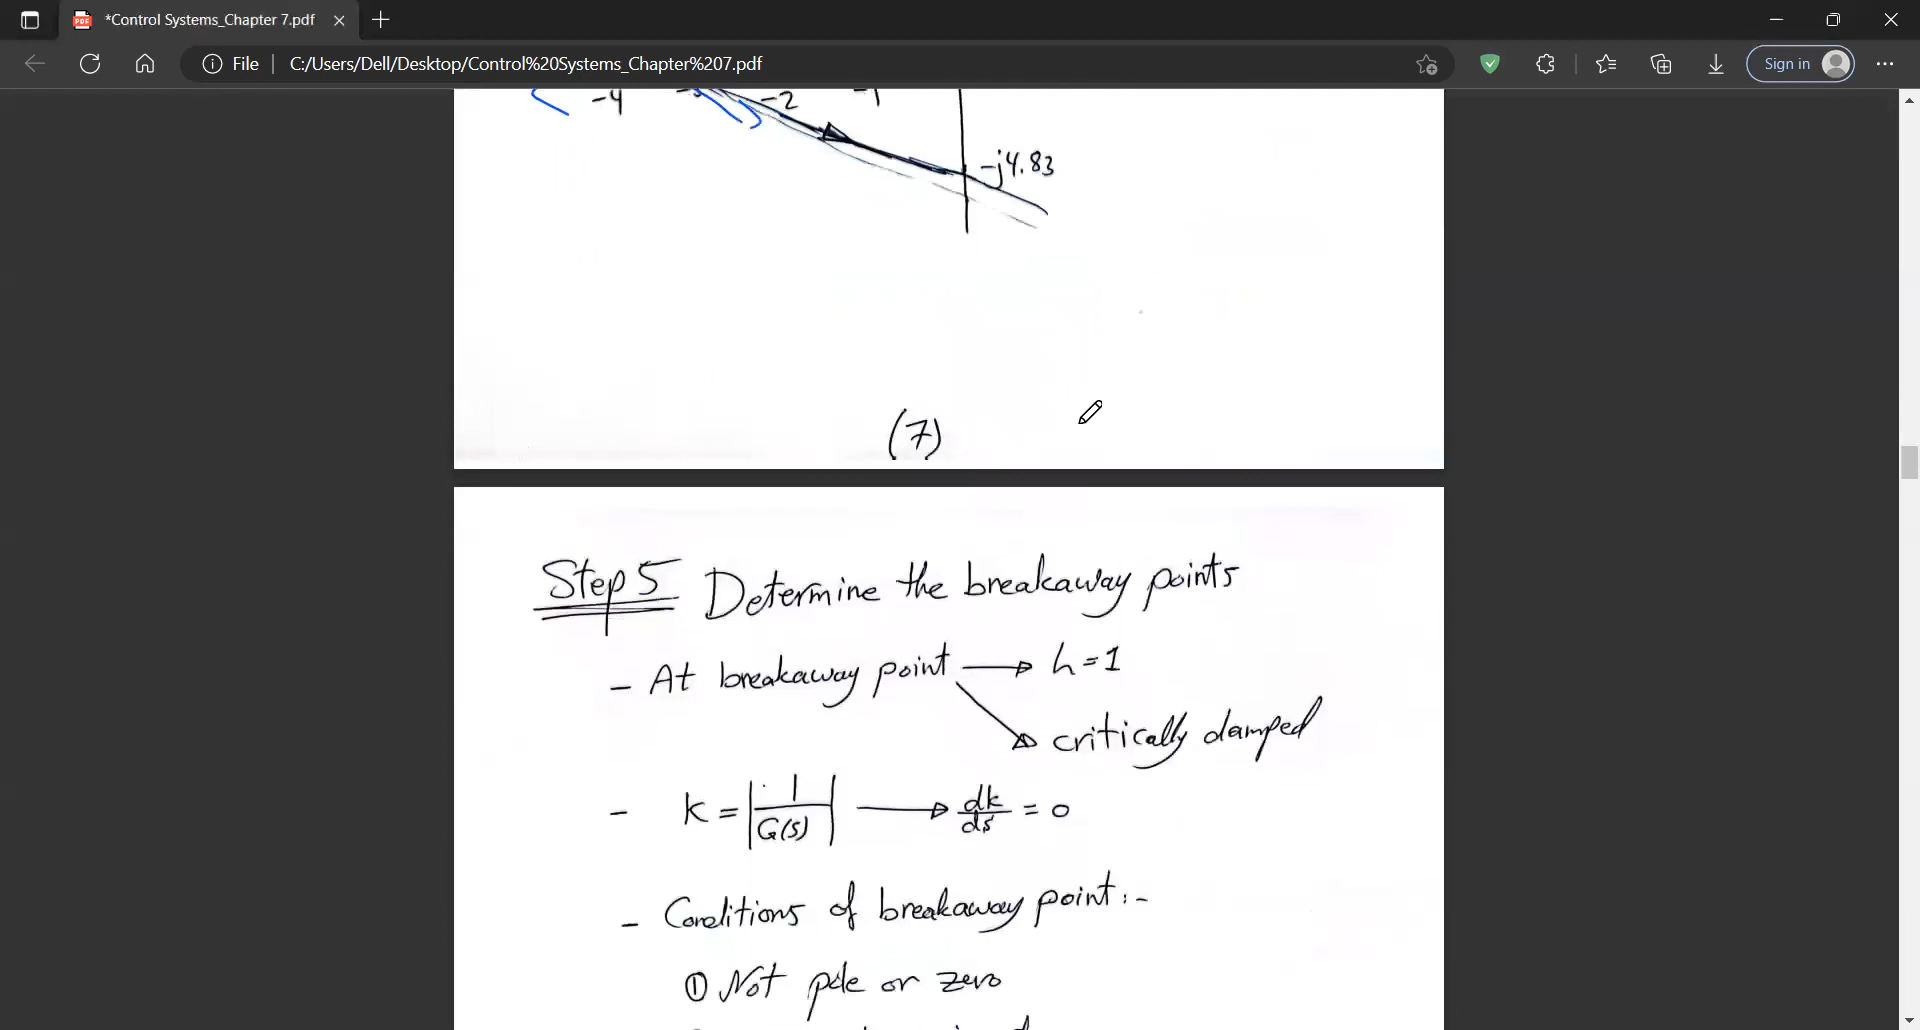 *Control Systems_Chapter 7.pdf
File C:/Users/Dell/Desktop/Control%20Systems_Chapter%207.pdf
Sign in
-4 -3 -2 -1
-j4.83
(7)
Step 5 Determine the breakaway points
- At breakaway point → h=1
critically damped
- K = |1/G(s)| → dk/ds = 0
- Conditions of breakaway point:-
① Not pole or zero